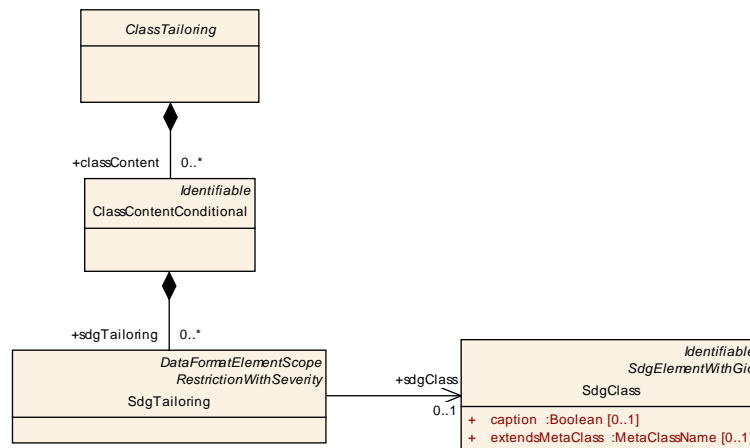 ClassTailoring
+classContent 0..*
Identifiable
ClassContentConditional
+sdgTailoring 0..*
DataFormatElementScope
RestrictionWithSeverity
SdgTailoring
+sdgClass
0..1
Identifiable
SdgElementWithGid
SdgClass
+ caption :Boolean [0..1]
+ extendsMetaClass :MetaClassName [0..1]